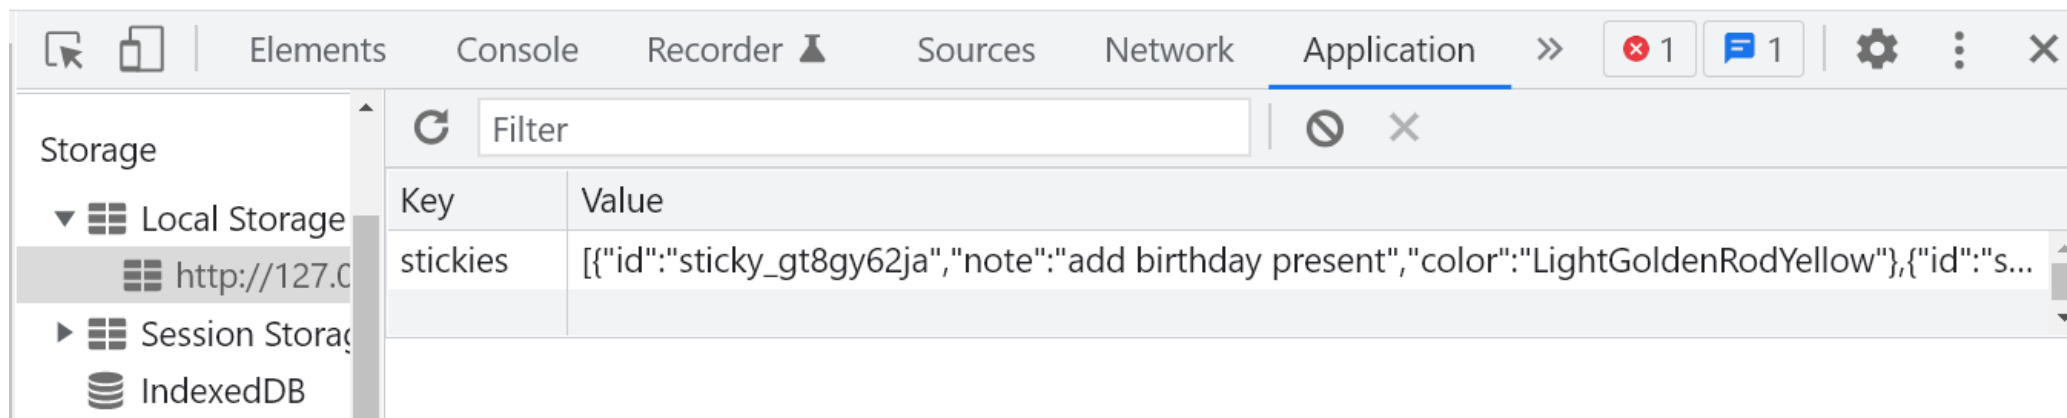 Elements Console Recorder Sources Network Application » 1 1
Filter
Storage
Key Value
Local Storage
stickies [{"id":"sticky_gt8gy62ja","note":"add birthday present","color":"LightGoldenRodYellow"},{"id":"s...
http://127.0
Session Storag
IndexedDB